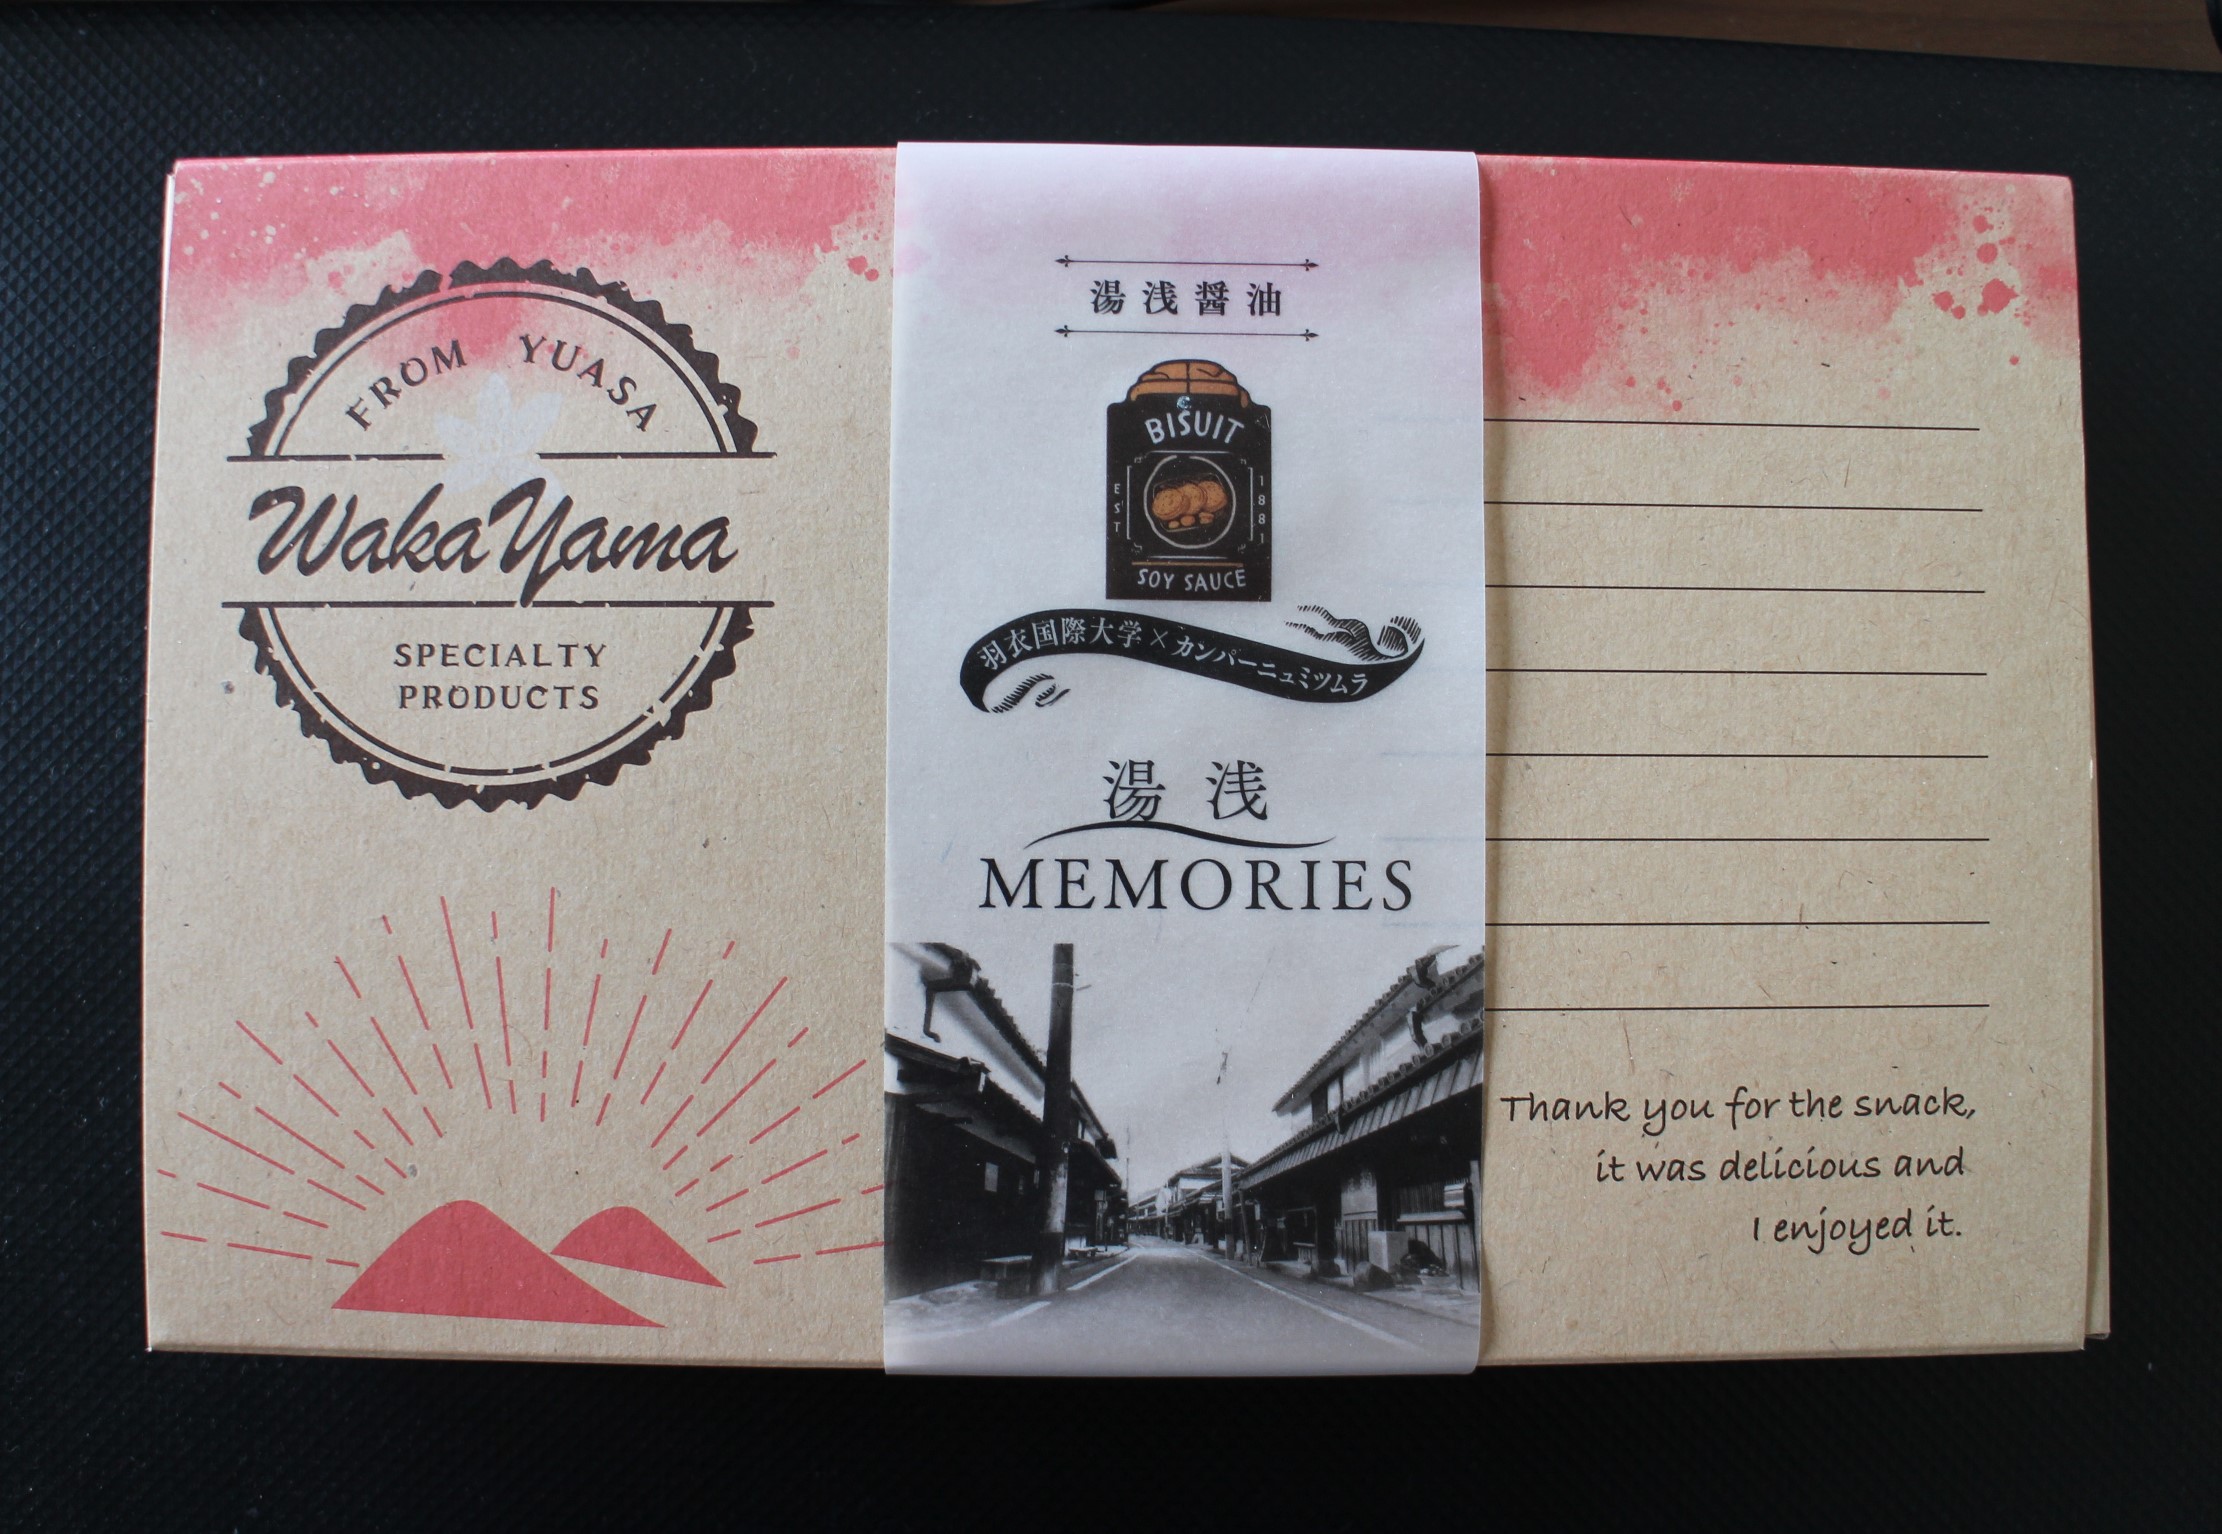 FROM YUASA
WakaYama
SPECIALTY
PRODUCTS
湯浅醤油
BISUIT
EST
1881
SOY SAUCE
羽衣国際大学×カンパーニュミツムラ
湯浅
MEMORIES
Thank you for the snack,
it was delicious and
I enjoyed it.